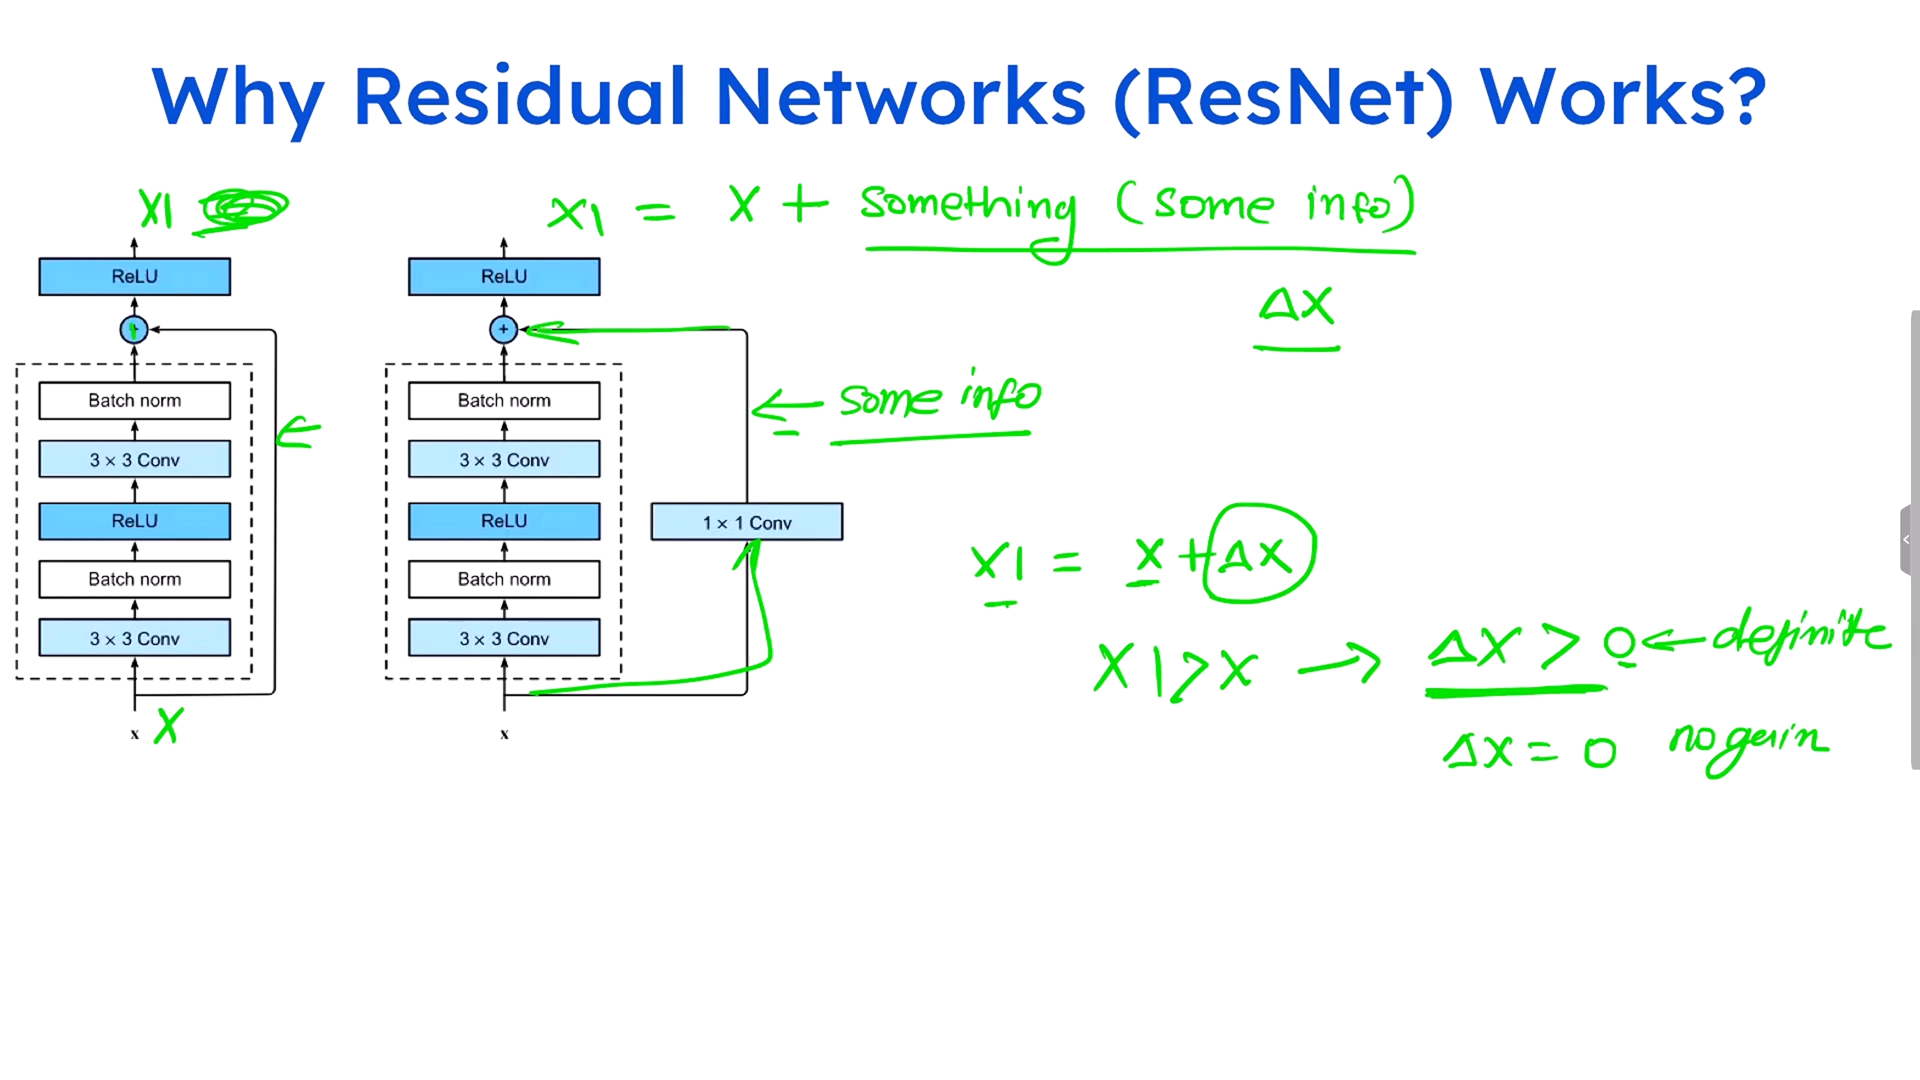 Why Residual Networks (ResNet) Works?
X1
X1 = X + something (some info)
ΔX
ReLU
+
Batch norm
3 × 3 Conv
ReLU
Batch norm
3 × 3 Conv
x X
ReLU
+
Batch norm
3 × 3 Conv
ReLU
Batch norm
3 × 3 Conv
x
1 × 1 Conv
← some info
X1 = X + ΔX
X1 > X → ΔX > 0 ← definite
ΔX = 0 no gain